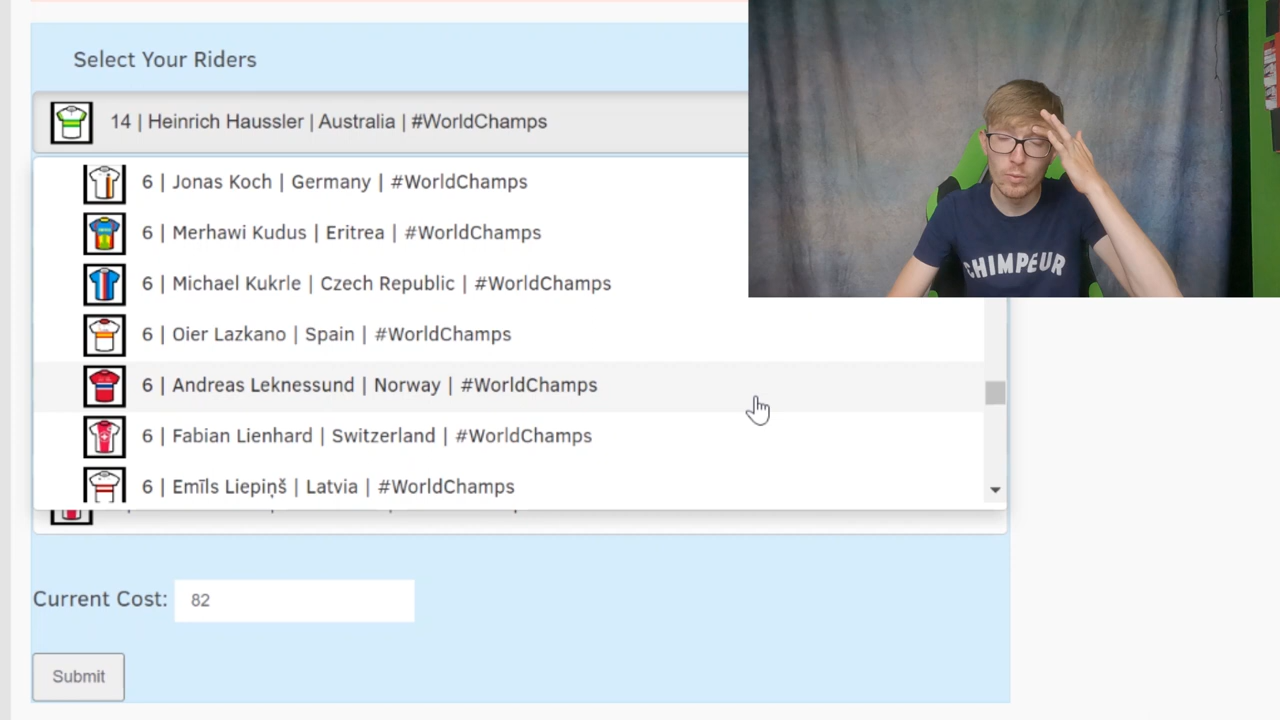 Select Your Riders
14 | Heinrich Haussler | Australia | #WorldChamps
6 | Jonas Koch | Germany | #WorldChamps
6 | Merhawi Kudus | Eritrea | #WorldChamps
6 | Michael Kukrle | Czech Republic | #WorldChamps
6 | Oier Lazkano | Spain | #WorldChamps
6 | Andreas Leknessund | Norway | #WorldChamps
6 | Fabian Lienhard | Switzerland | #WorldChamps
6 | Emīls Liepiņš | Latvia | #WorldChamps
Current Cost: 82
Submit
CHIMPEUR